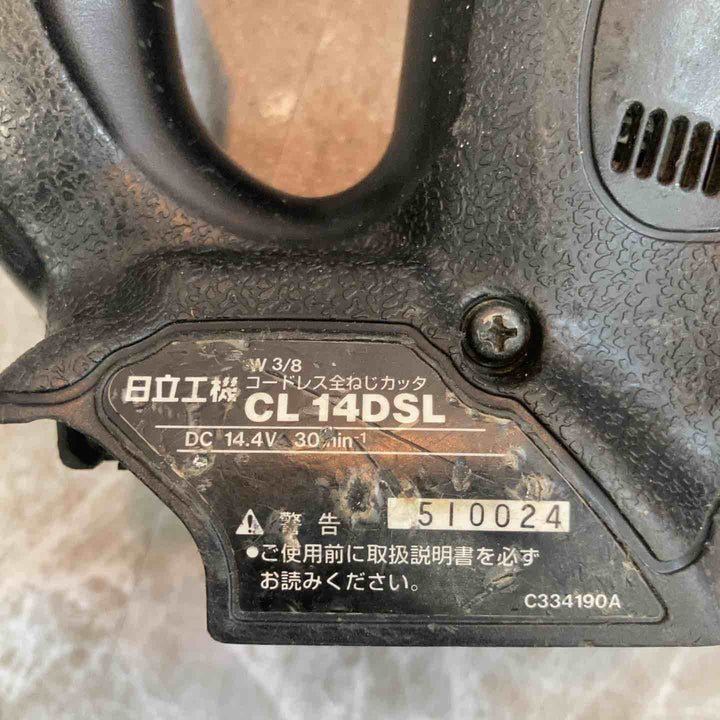 W 3/8
日立工機 コードレス全ねじカッタ
CL 14DSL
DC 14.4V 30min-1
⚠ 警告 510024
●ご使用前に取扱説明書を必ず
お読みください。
C334190A